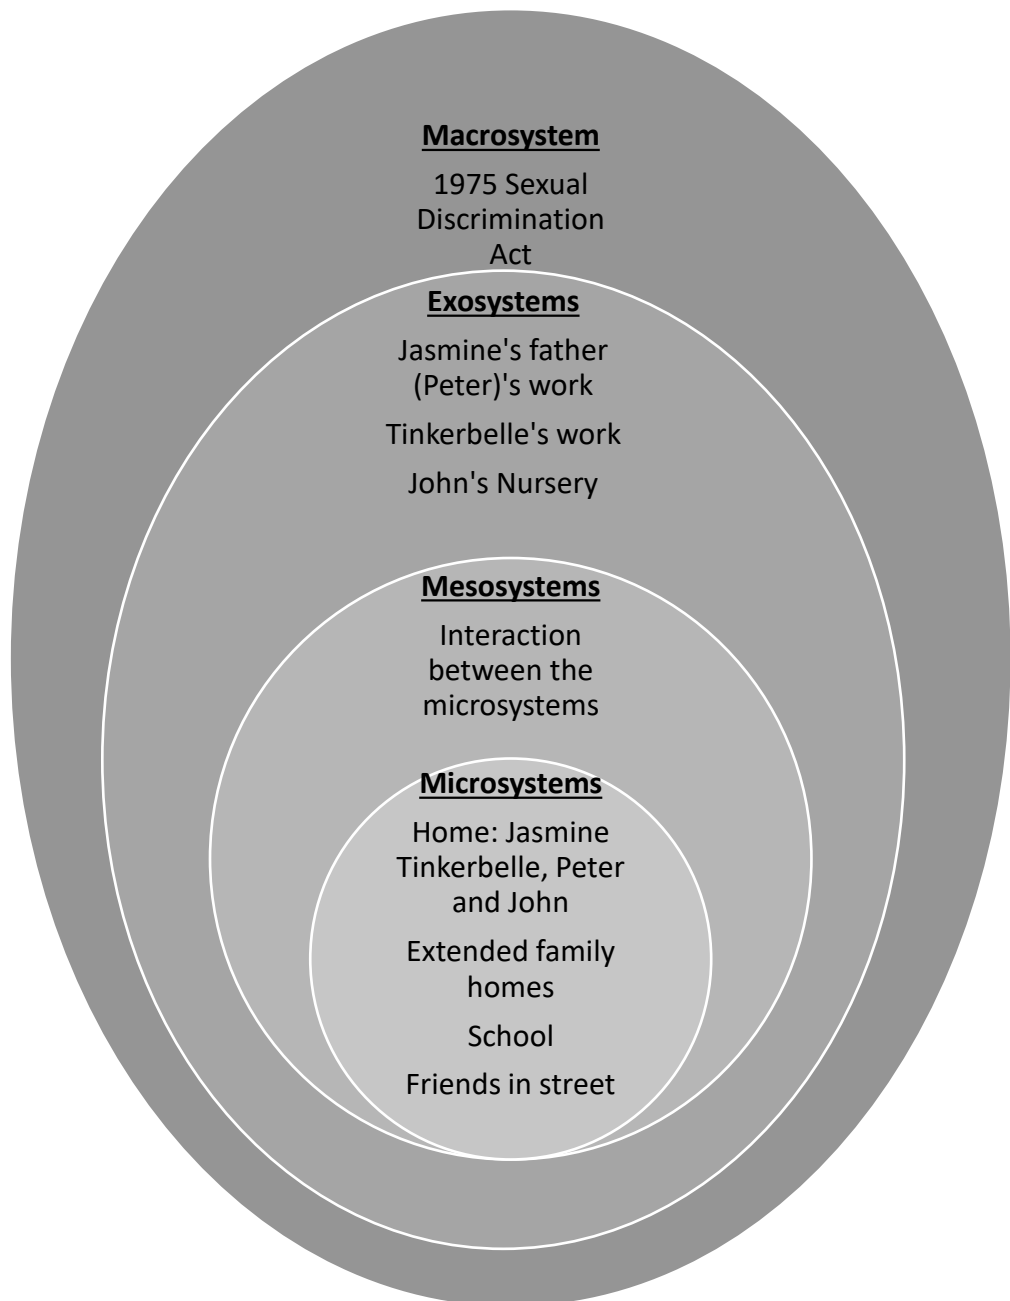 Macrosystem
1975 Sexual
Discrimination
Act
Exosystems
Jasmine's father
(Peter)'s work
Tinkerbelle's work
John's Nursery
Mesosystems
Interaction
between the
microsystems
Microsystems
Home: Jasmine
Tinkerbelle, Peter
and John
Extended family
homes
School
Friends in street